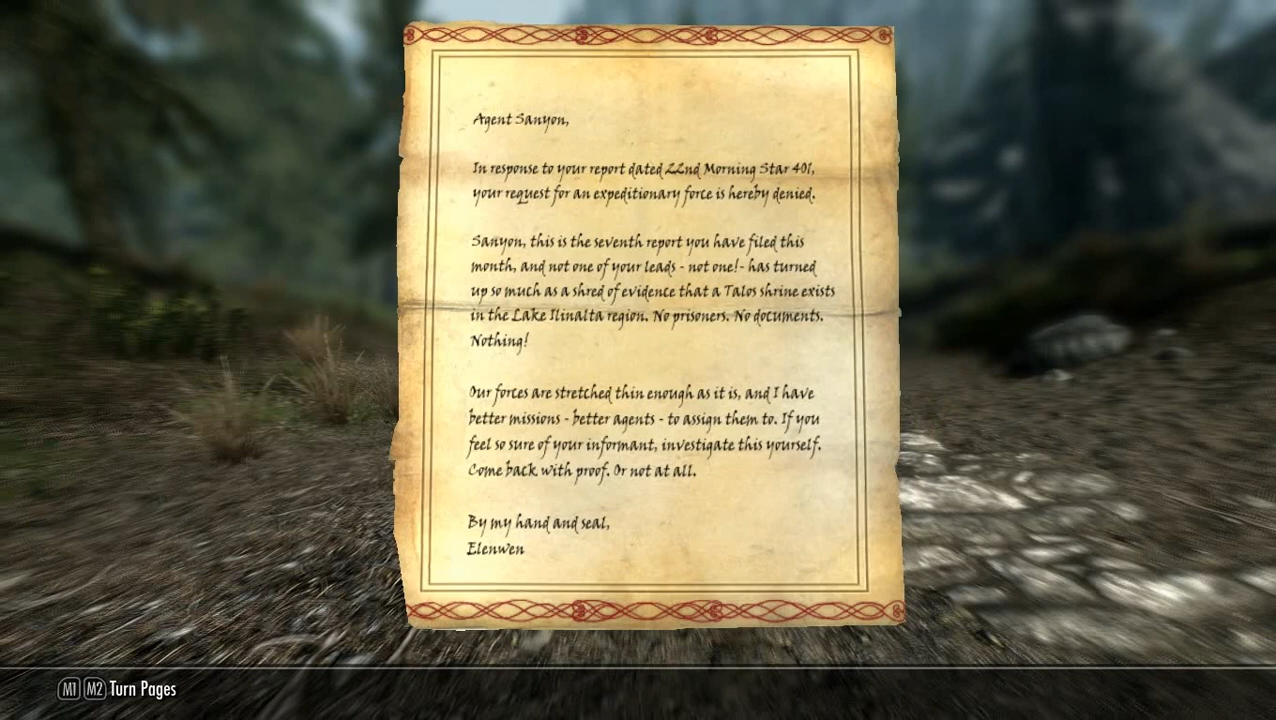 Agent Sanyon,
In response to your report dated 22nd Morning Star 401,
your request for an expeditionary force is hereby denied.
Sanyon, this is the seventh report you have filed this
month, and not one of your leads - not one! - has turned
up so much as a shred of evidence that a Talos shrine exists
in the Lake Ilinalta region. No prisoners. No documents.
Nothing!
Our forces are stretched thin enough as it is, and I have
better missions - better agents - to assign them to. If you
feel so sure of your informant, investigate this yourself.
Come back with proof. Or not at all.
By my hand and seal,
Elenwen
M1 M2 Turn Pages